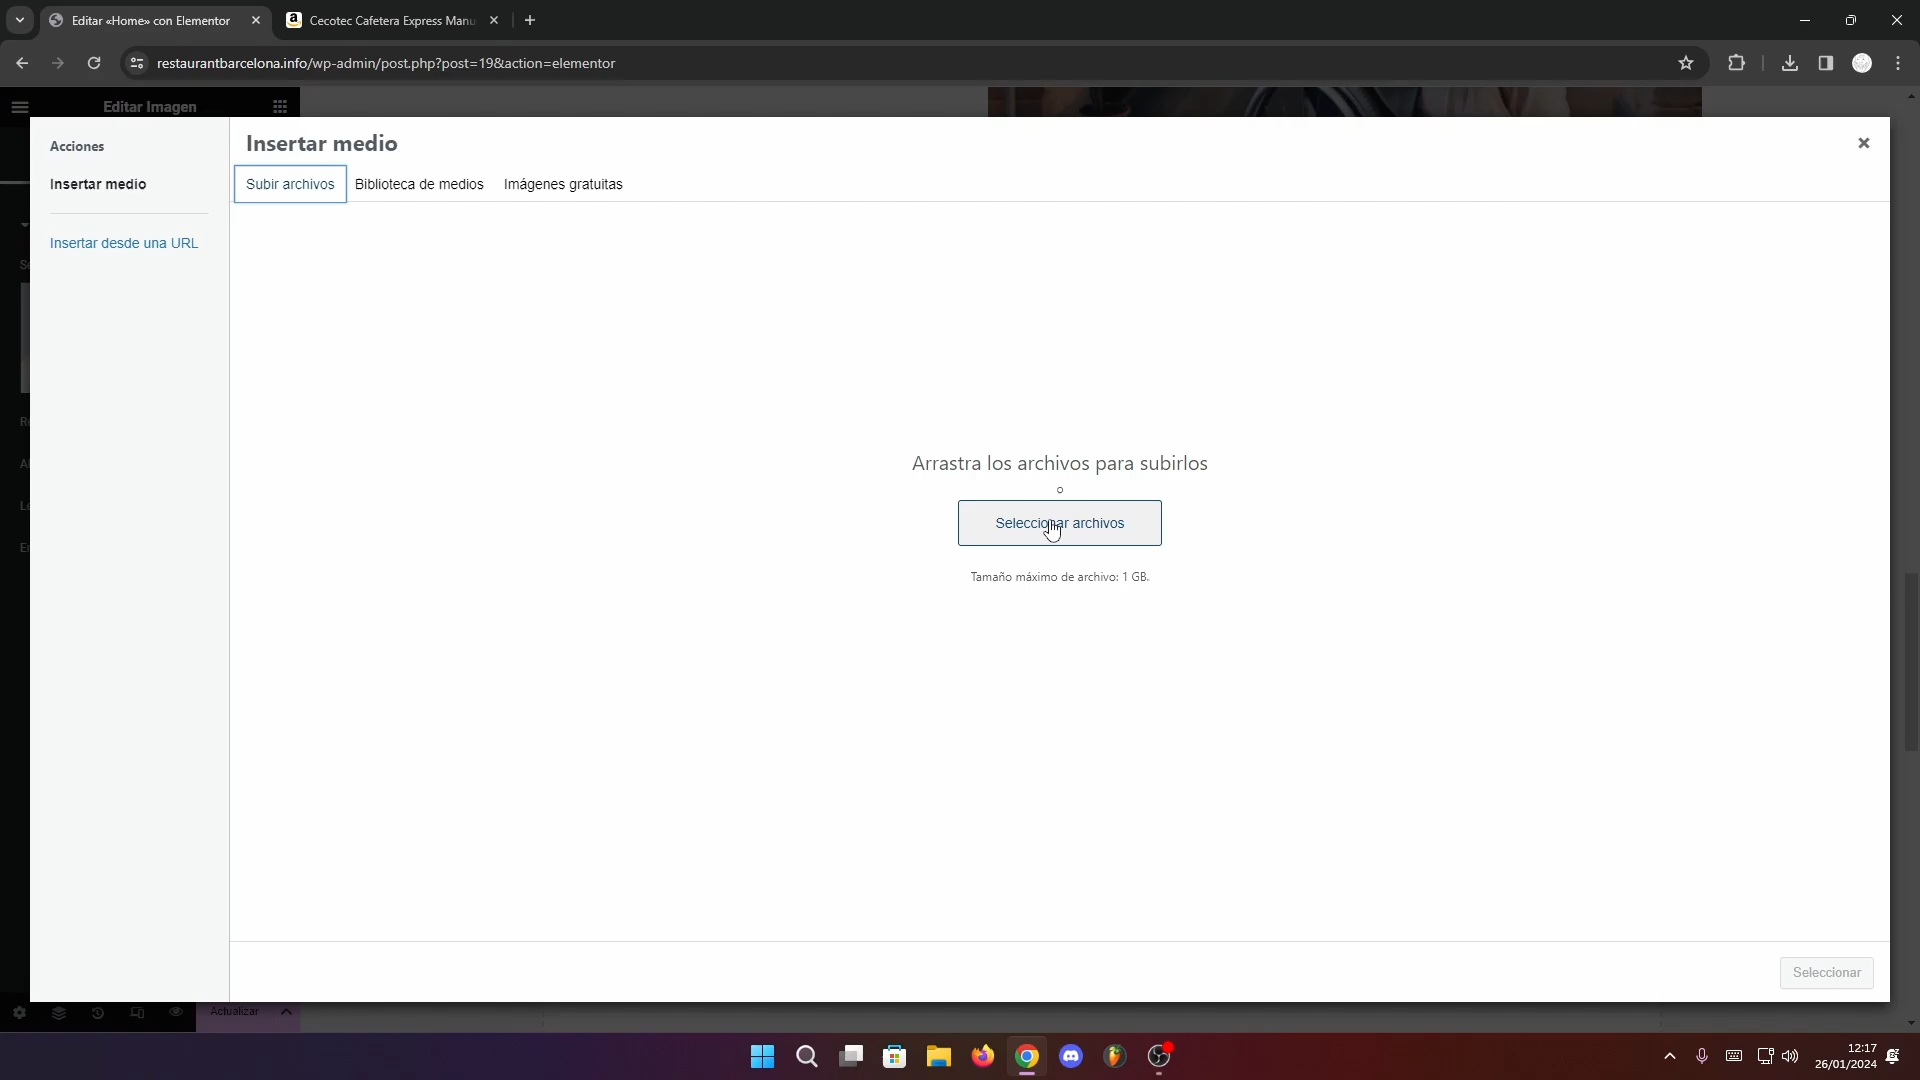 Editar «Home» con Elementor
Cecotec Cafetera Express Manu
restaurantbarcelona.info/wp-admin/post.php?post=19&action=elementor
Editar Imagen
Acciones
Insertar medio
Insertar desde una URL
Insertar medio
Subir archivos
Biblioteca de medios
Imágenes gratuitas
Arrastra los archivos para subirlos
o
Seleccionar archivos
Tamaño máximo de archivo: 1 GB.
Seleccionar
Actualizar
12:17
26/01/2024